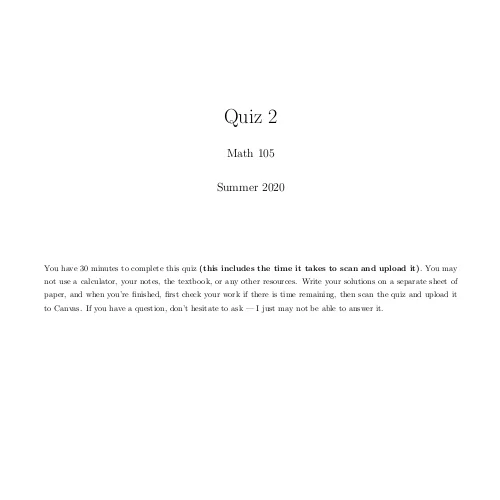 Quiz 2
Math 105
Summer 2020
You have 30 minutes to complete this quiz (this includes the time it takes to scan and upload it). You may
not use a calculator, your notes, the textbook, or any other resources. Write your solutions on a separate sheet of
paper, and when you're finished, first check your work if there is time remaining, then scan the quiz and upload it
to Canvas. If you have a question, don't hesitate to ask — I just may not be able to answer it.